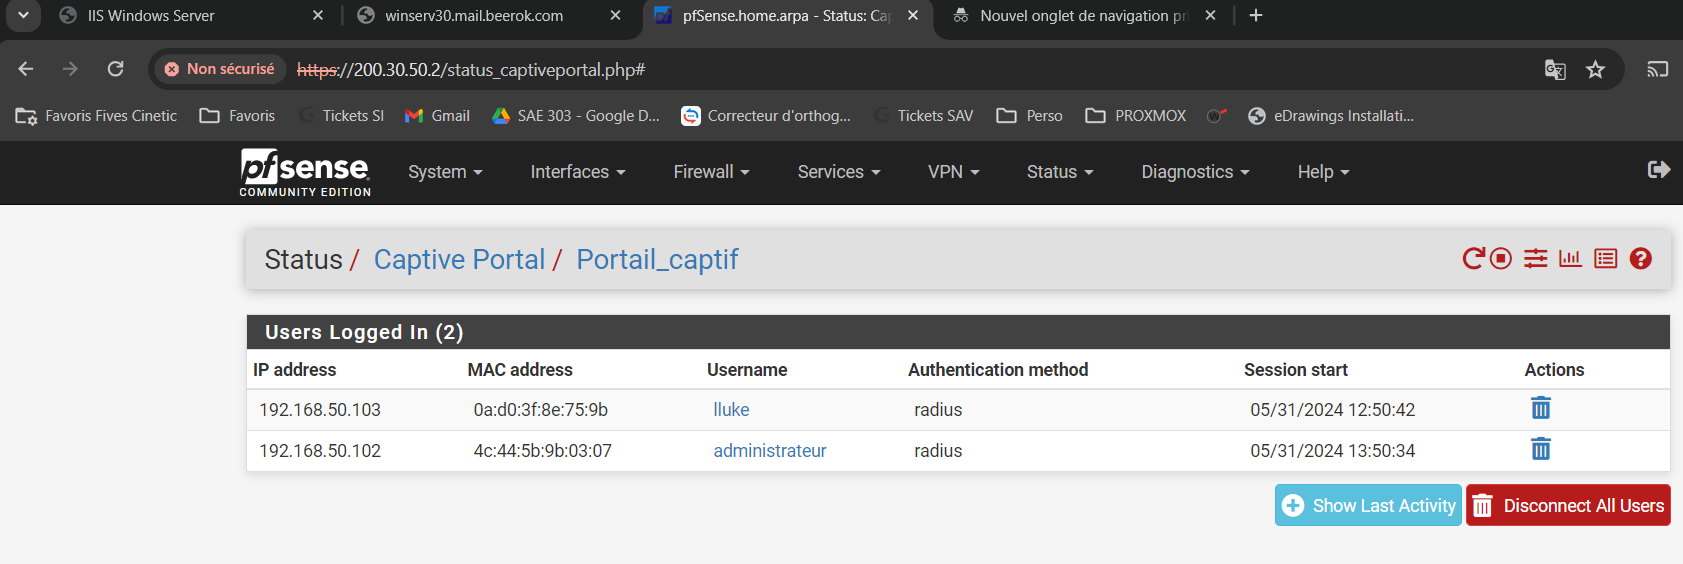 IIS Windows Server
winserv30.mail.beerok.com
pfSense.home.arpa - Status: Ca
Nouvel onglet de navigation pr
Non sécurisé
https://200.30.50.2/status_captiveportal.php#
Favoris Fives Cinetic
Favoris
Tickets SI
Gmail
SAE 303 - Google D...
Correcteur d'orthog...
Tickets SAV
Perso
PROXMOX
eDrawings Installati...
pfsense
COMMUNITY EDITION
System
Interfaces
Firewall
Services
VPN
Status
Diagnostics
Help
Status / Captive Portal / Portail_captif
Users Logged In (2)
IP address MAC address Username Authentication method Session start Actions
192.168.50.103 0a:d0:3f:8e:75:9b lluke radius 05/31/2024 12:50:42
192.168.50.102 4c:44:5b:9b:03:07 administrateur radius 05/31/2024 13:50:34
Show Last Activity
Disconnect All Users